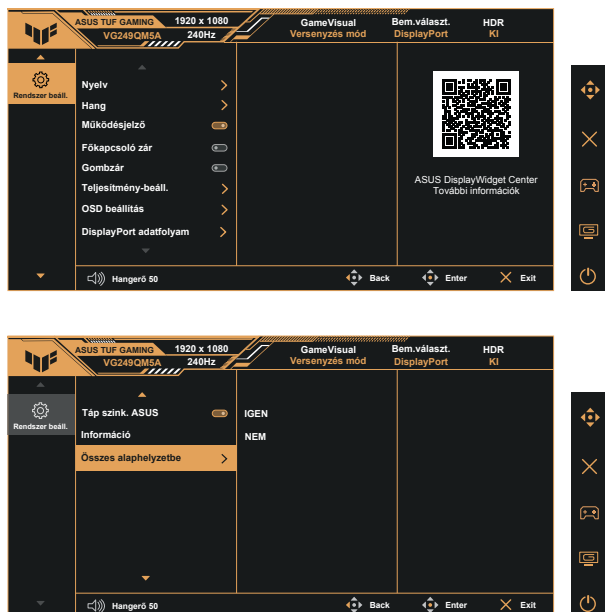 ASUS TUF GAMING 1920 x 1080 GameVisual Bem.választ. HDR
VG249QM5A 240Hz Versenyzés mód DisplayPort KI
Rendszer beáll.
Nyelv
Hang
Működésjelző
Főkapcsoló zár
Gombzár
Teljesítmény-beáll.
OSD beállítás
DisplayPort adatfolyam
ASUS DisplayWidget Center
További információk
Hangerő 50 Back Enter Exit
ASUS TUF GAMING 1920 x 1080 GameVisual Bem.választ. HDR
VG249QM5A 240Hz Versenyzés mód DisplayPort KI
Rendszer beáll.
Táp szink. ASUS IGEN
Információ NEM
Összes alaphelyzetbe
Hangerő 50 Back Enter Exit